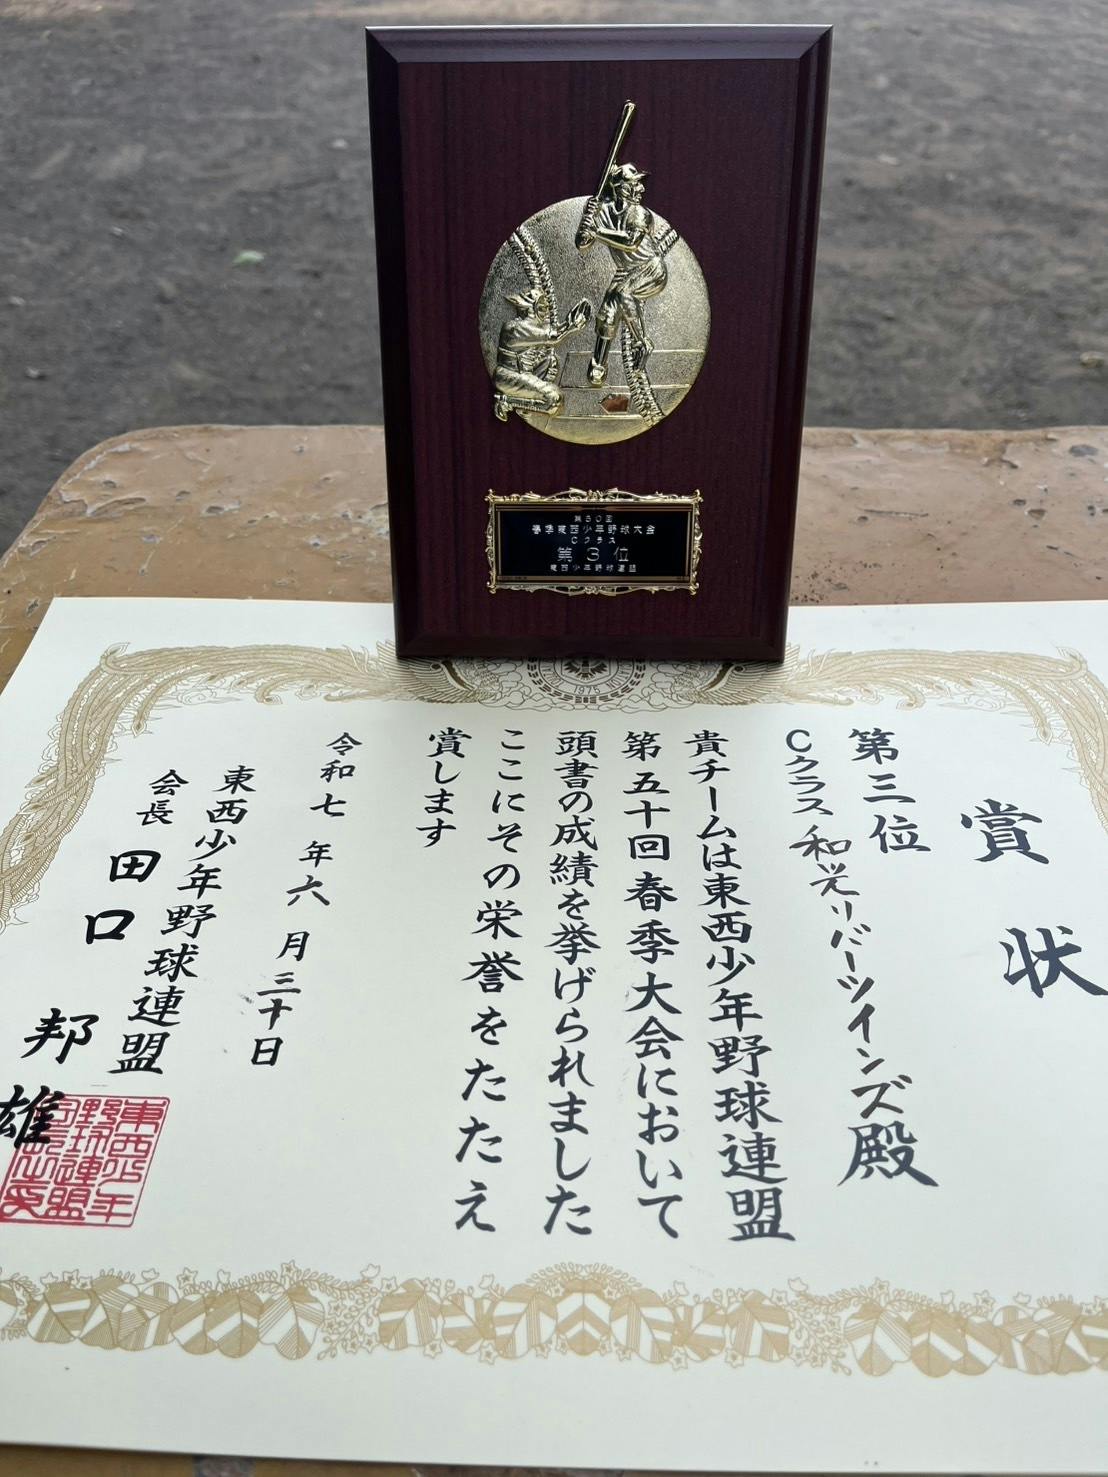 第50回
春季東西少年野球大会
Cクラス
第3位
東西少年野球連盟
1975
賞状
第三位
Cクラス 和光リバーツインズ殿
貴チームは東西少年野球連盟
第五十回春季大会において
頭書の成績を挙げられました
ここにその栄誉をたたえ
賞します
令和七年六月三十日
東西少年野球連盟
会長 田口邦雄